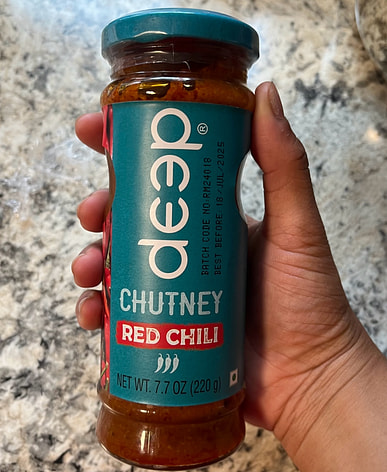 deep®
BATCH CODE NO:RM24018
BEST BEFORE 18/JUL/2025
CHUTNEY
RED CHILI
NET WT. 7.7 OZ (220 g)